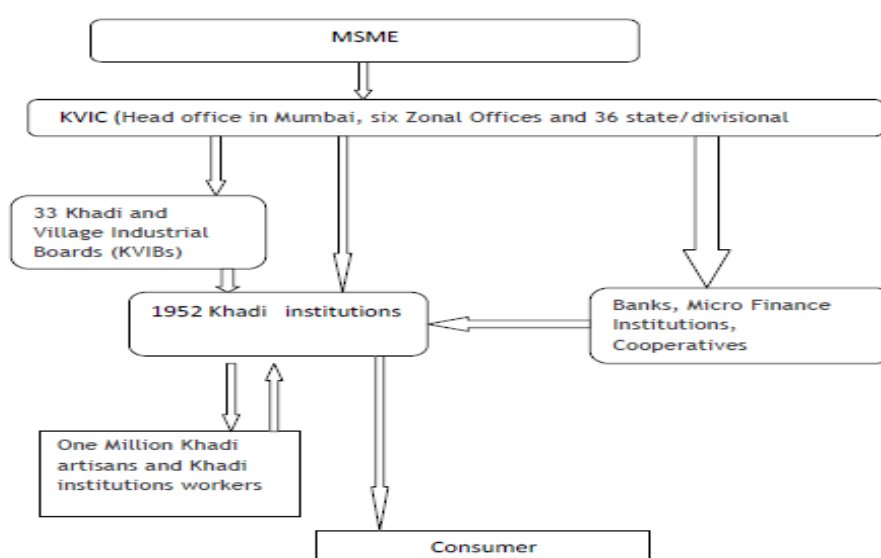 MSME
KVIC (Head office in Mumbai, six Zonal Offices and 36 state/divisional
33 Khadi and
Village Industrial
Boards (KVIBs)
1952 Khadi institutions
Banks, Micro Finance
Institutions,
Cooperatives
One Million Khadi
artisans and Khadi
institutions workers
Consumer